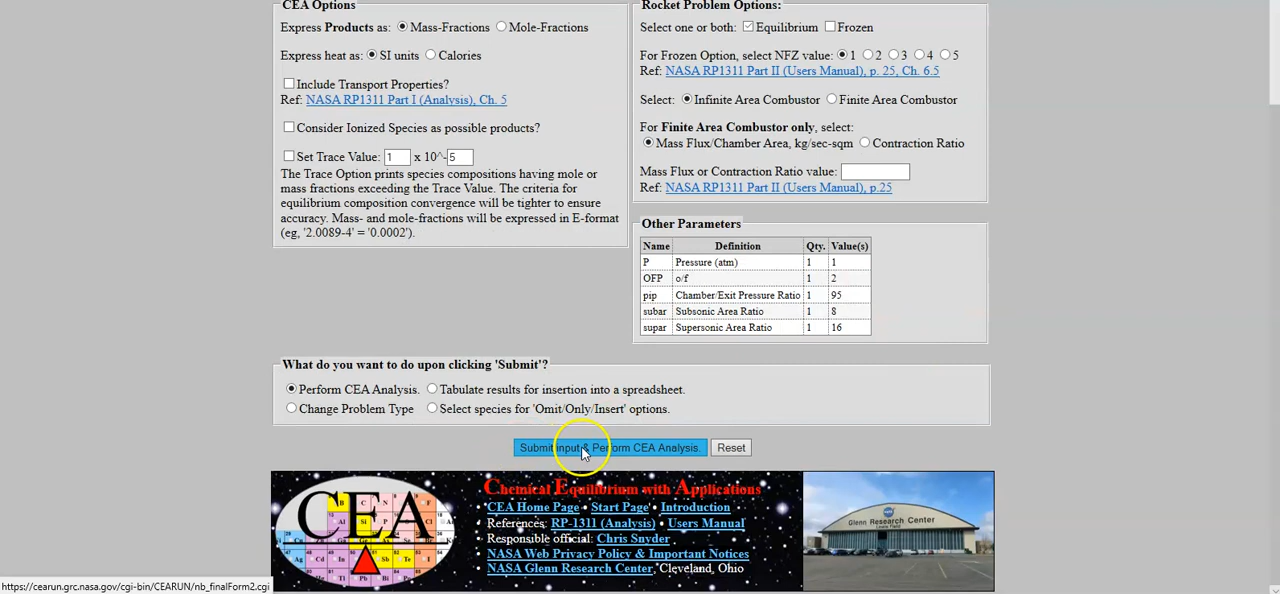 CEA Options
Express Products as: Mass-Fractions Mole-Fractions
Express heat as: SI units Calories
Include Transport Properties?
Ref: NASA RP1311 Part I (Analysis), Ch. 5
Consider Ionized Species as possible products?
Set Trace Value: 1 x 10^- 5
The Trace Option prints species compositions having mole or
mass fractions exceeding the Trace Value. The criteria for
equilibrium composition convergence will be tighter to ensure
accuracy. Mass- and mole-fractions will be expressed in E-format
(eg, '2.0089-4' = '0.0002').
Rocket Problem Options:
Select one or both: Equilibrium Frozen
For Frozen Option, select NFZ value: 1 2 3 4 5
Ref: NASA RP1311 Part II (Users Manual), p. 25, Ch. 6.5
Select: Infinite Area Combustor Finite Area Combustor
For Finite Area Combustor only, select:
Mass Flux/Chamber Area, kg/sec-sqm Contraction Ratio
Mass Flux or Contraction Ratio value:
Ref: NASA RP1311 Part II (Users Manual), p.25
Other Parameters
Name Definition Qty. Value(s)
P Pressure (atm) 1 1
OFP o/f 1 2
pip Chamber/Exit Pressure Ratio 1 95
subar Subsonic Area Ratio 1 8
supar Supersonic Area Ratio 1 16
What do you want to do upon clicking 'Submit'?
Perform CEA Analysis. Tabulate results for insertion into a spreadsheet.
Change Problem Type Select species for 'Omit/Only/Insert' options.
Submit input & Perform CEA Analysis. Reset
CEA
Chemical Equilibrium with Applications
• CEA Home Page • Start Page • Introduction
• References: RP-1311 (Analysis) • Users Manual
• Responsible official: Chris Snyder
• NASA Web Privacy Policy & Important Notices
• NASA Glenn Research Center, Cleveland, Ohio
Glenn Research Center
https://cearun.grc.nasa.gov/cgi-bin/CEARUN/nb_finalForm2.cgi